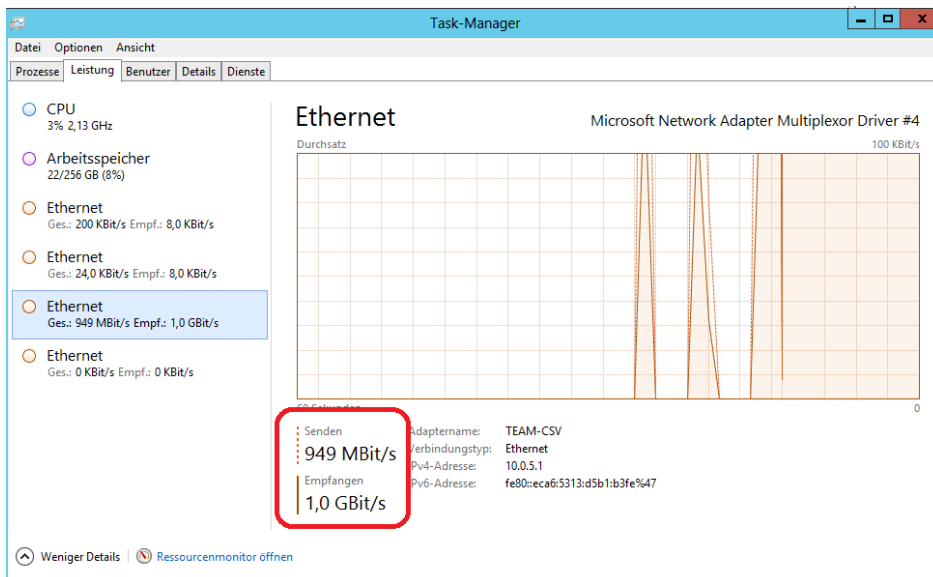 Task-Manager
Datei Optionen Ansicht
Prozesse Leistung Benutzer Details Dienste
CPU
3% 2,13 GHz
Arbeitsspeicher
22/256 GB (8%)
Ethernet
Ges.: 200 KBit/s Empf.: 8,0 KBit/s
Ethernet
Ges.: 24,0 KBit/s Empf.: 8,0 KBit/s
Ethernet
Ges.: 949 MBit/s Empf.: 1,0 GBit/s
Ethernet
Ges.: 0 KBit/s Empf.: 0 KBit/s
Ethernet
Microsoft Network Adapter Multiplexor Driver #4
Durchsatz 100 KBit/s
60 Sekunden 0
Senden
949 MBit/s
Empfangen
1,0 GBit/s
Adaptername: TEAM-CSV
Verbindungstyp: Ethernet
IPv4-Adresse: 10.0.5.1
IPv6-Adresse: fe80::eca6:5313:d5b1:b3fe%47
Weniger Details Ressourcenmonitor öffnen